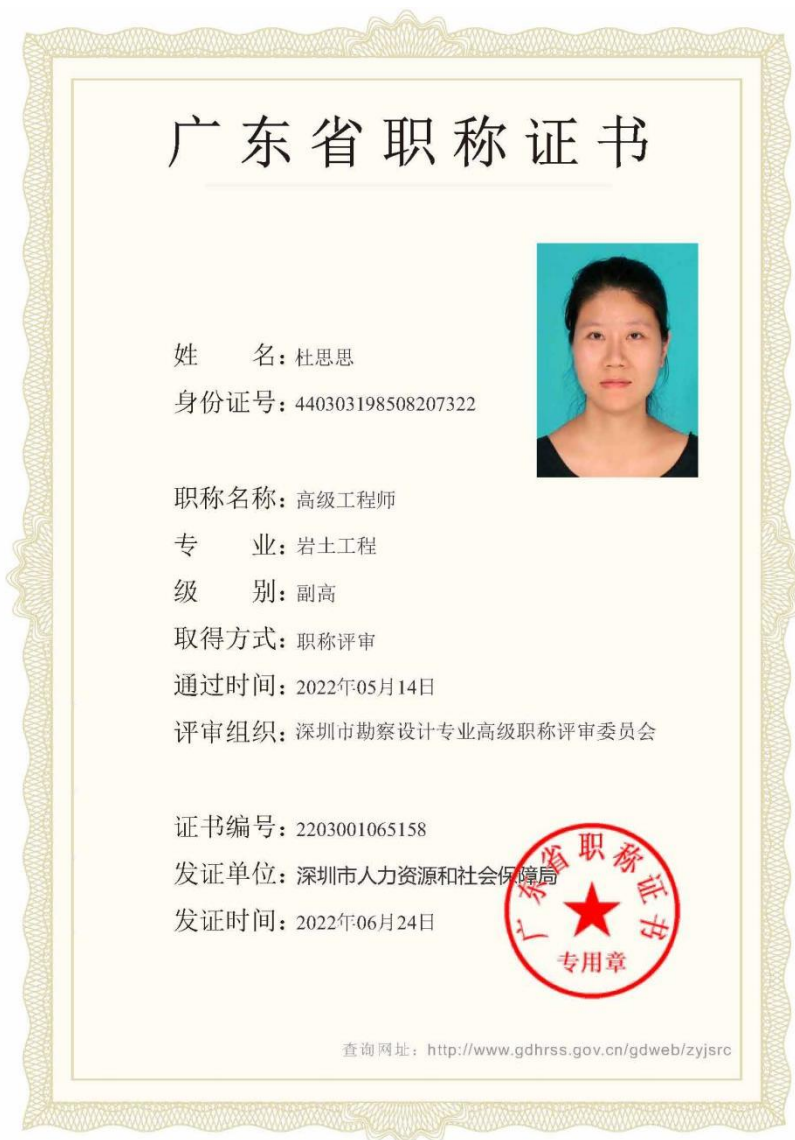 广东省职称证书
姓名：杜思思
身份证号：440303198508207322
职称名称：高级工程师
专业：岩土工程
级别：副高
取得方式：职称评审
通过时间：2022年05月14日
评审组织：深圳市勘察设计专业高级职称评审委员会
证书编号：2203001065158
发证单位：深圳市人力资源和社会保障局
发证时间：2022年06月24日
广东省职称证书
专用章
查询网址：http://www.gdhrss.gov.cn/gdweb/zyjsrc